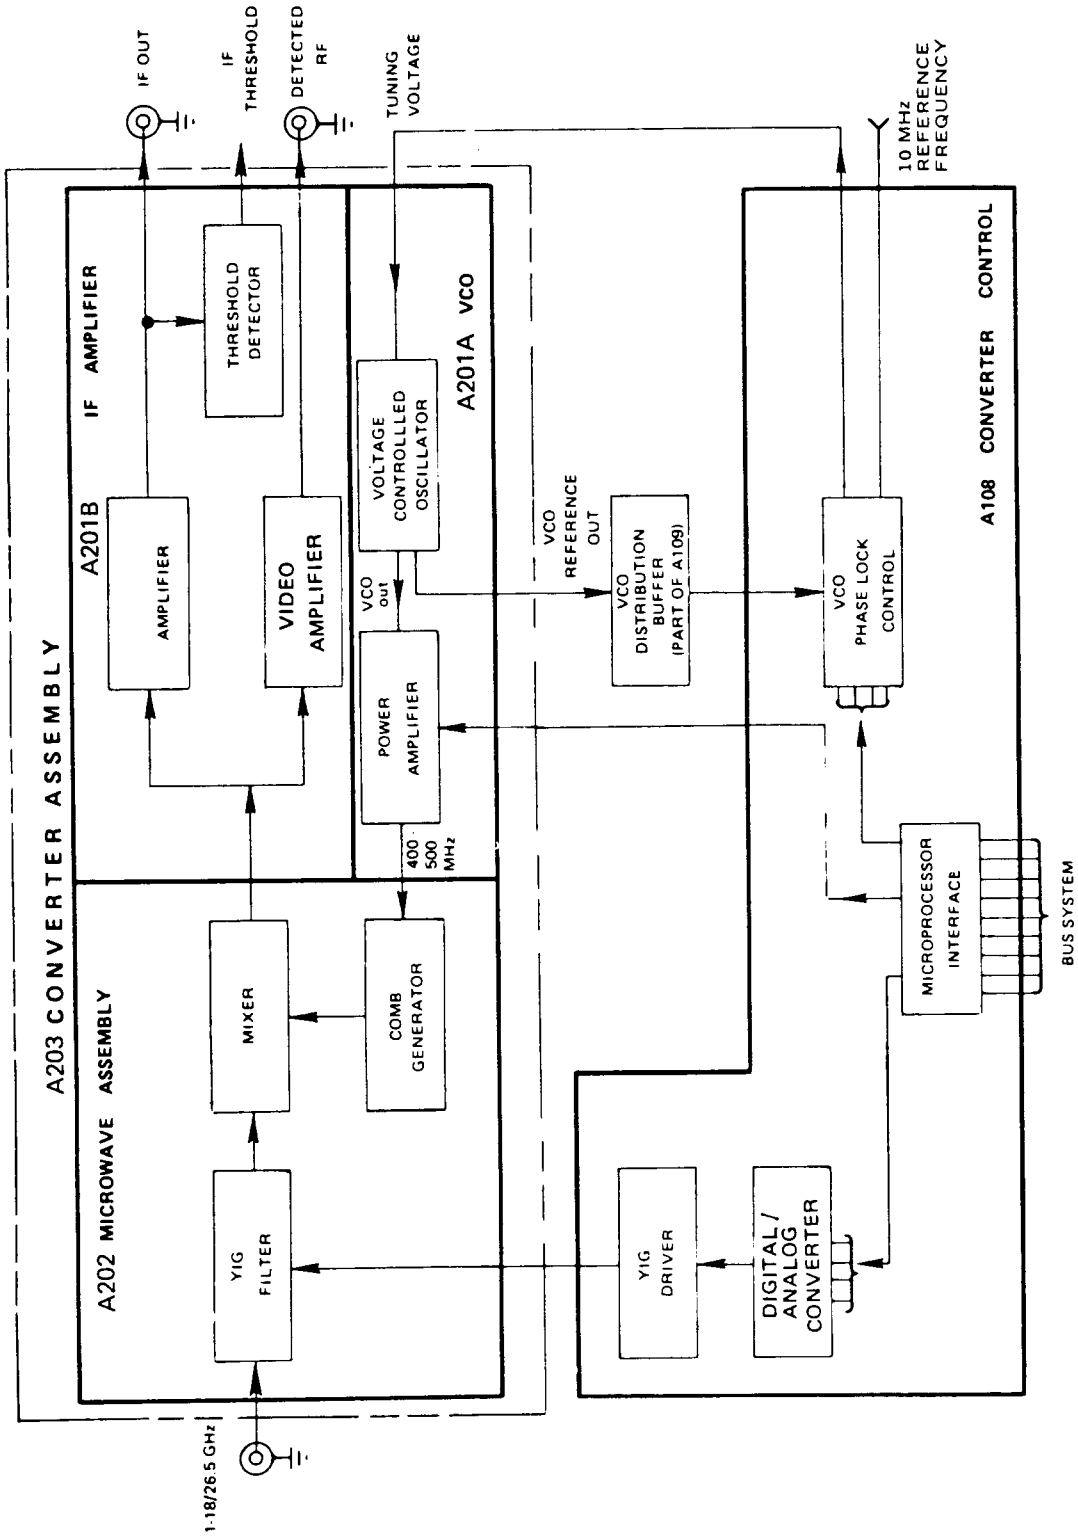 A203 CONVERTER ASSEMBLY
A202 MICROWAVE ASSEMBLY
1-18/26.5 GHz
YIG
FILTER
MIXER
COMB
GENERATOR
A201B IF AMPLIFIER
AMPLIFIER
VIDEO
AMPLIFIER
THRESHOLD
DETECTOR
IF OUT
IF
THRESHOLD
DETECTED
RF
A201A VCO
400
500
MHz
POWER
AMPLIFIER
VCO
out
VOLTAGE
CONTROLLLED
OSCILLATOR
TUNING
VOLTAGE
VCO
REFERENCE
OUT
VCO
DISTRIBUTION
BUFFER
(PART OF A109)
A108 CONVERTER CONTROL
YIG
DRIVER
DIGITAL/
ANALOG
CONVERTER
MICROPROCESSOR
INTERFACE
BUS SYSTEM
VCO
PHASE LOCK
CONTROL
10 MHz
REFERENCE
FREQUENCY